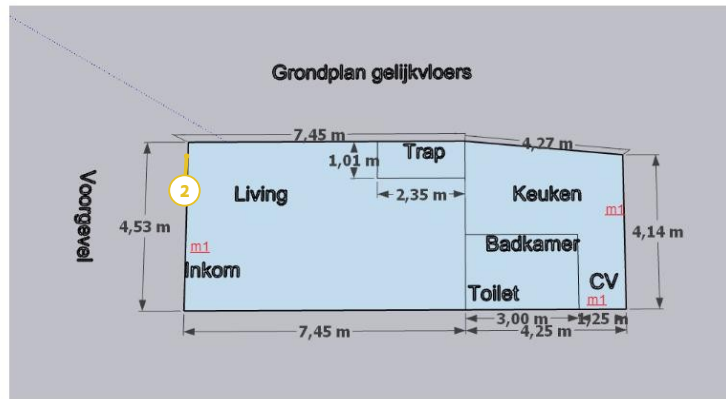 Grondplan gelijkvloers
7,45 m
4,27 m
1,01 m
Trap
2
Living
2,35 m
Keuken
Voorgevel
4,53 m
m1
4,14 m
m1
Badkamer
Inkom
Toilet
CV
m1
3,00 m
1,25 m
7,45 m
4,25 m